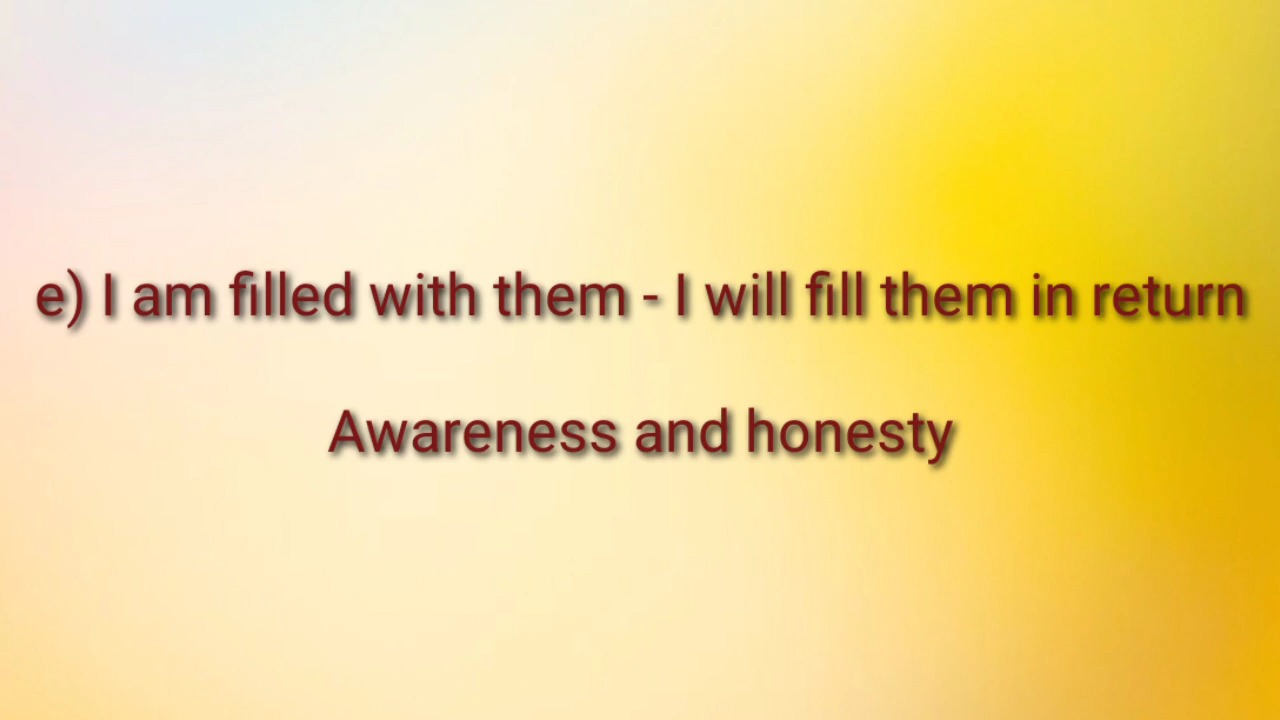 e) I am filled with them - I will fill them in return
Awareness and honesty